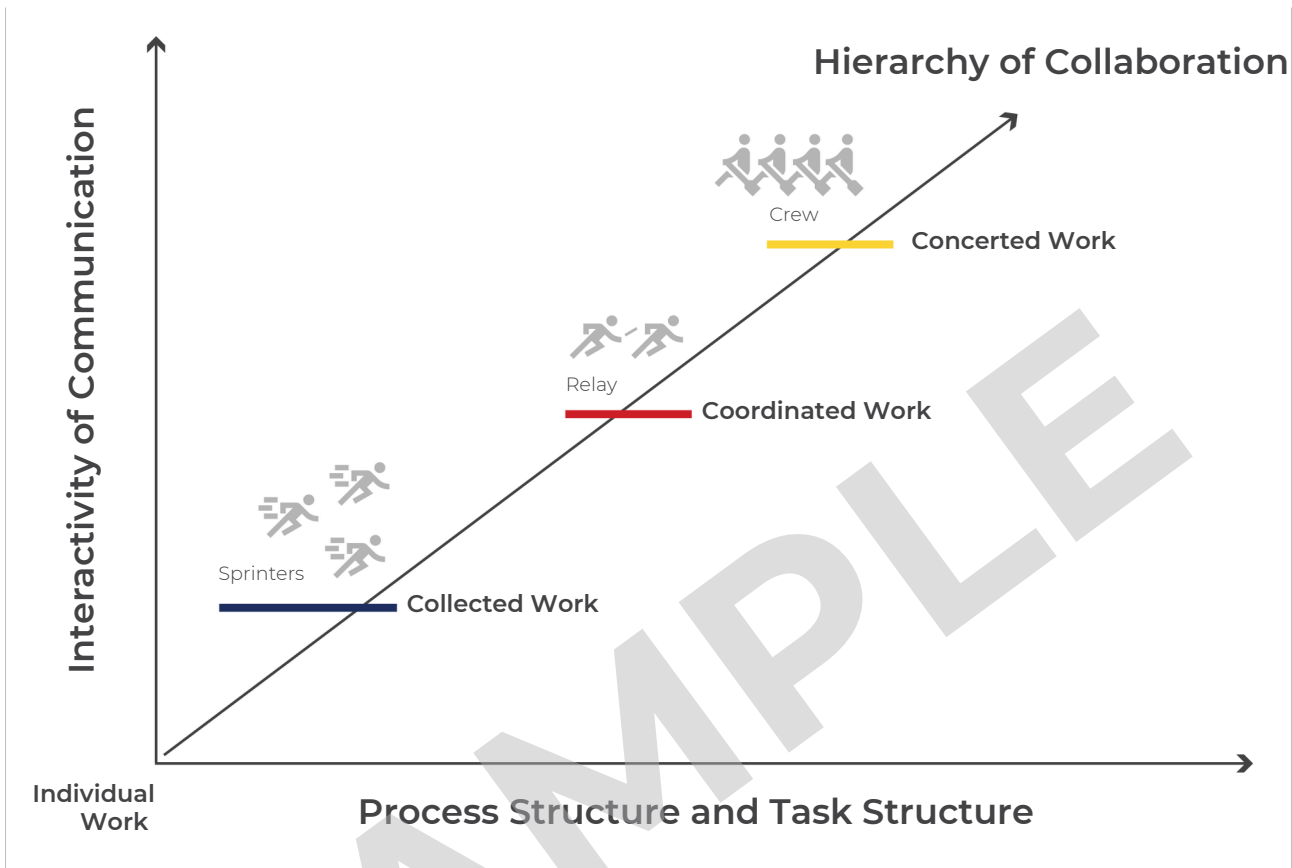 Hierarchy of Collaboration
Interactivity of Communication
Crew
Concerted Work
Relay
Coordinated Work
Sprinters
Collected Work
Individual
Work
Process Structure and Task Structure
AMPLE